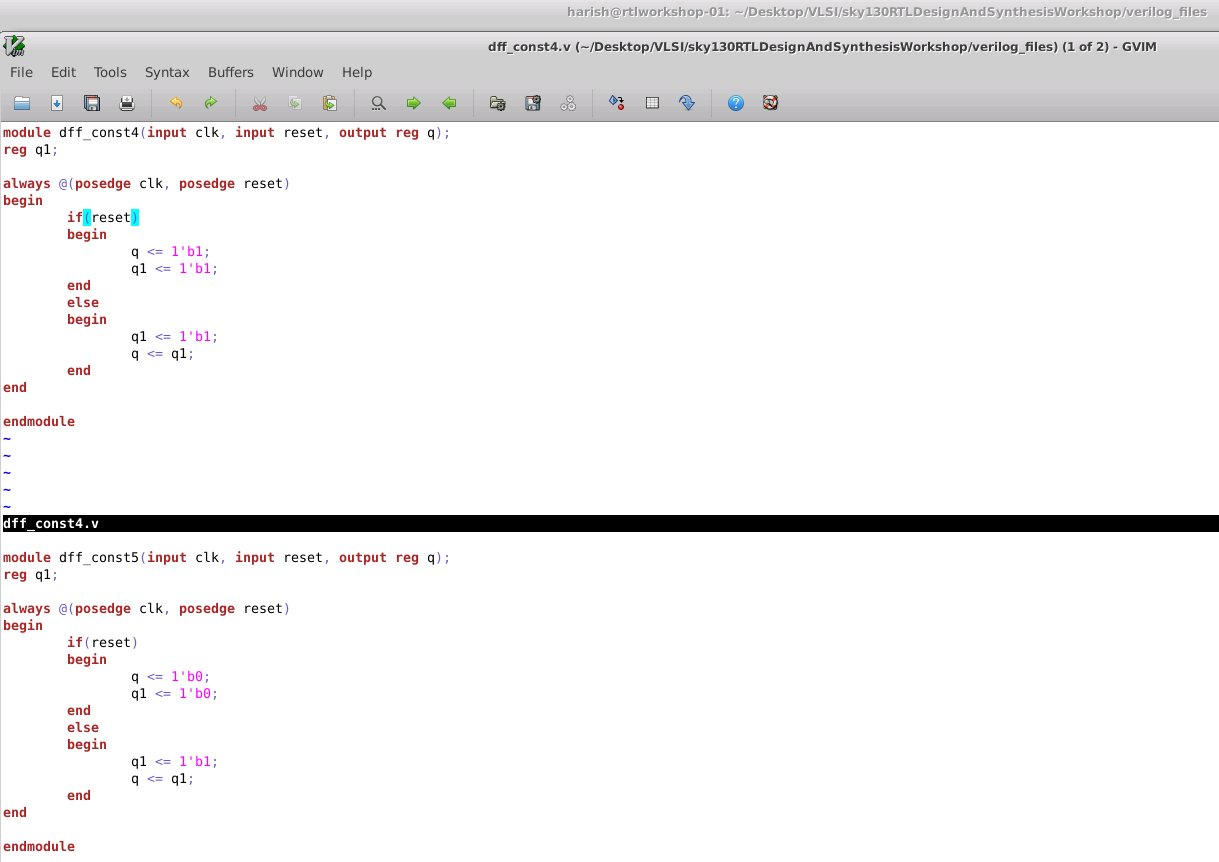 harish@rtlworkshop-01: ~/Desktop/VLSI/sky130RTLDesignAndSynthesisWorkshop/verilog_files
dff_const4.v (~/Desktop/VLSI/sky130RTLDesignAndSynthesisWorkshop/verilog_files) (1 of 2) - GVIM
File Edit Tools Syntax Buffers Window Help
module dff_const4(input clk, input reset, output reg q);
reg q1;
always @(posedge clk, posedge reset)
begin
if(reset)
begin
q <= 1'b1;
q1 <= 1'b1;
end
else
begin
q1 <= 1'b1;
q <= q1;
end
end
endmodule
~
~
~
~
~
dff_const4.v
module dff_const5(input clk, input reset, output reg q);
reg q1;
always @(posedge clk, posedge reset)
begin
if(reset)
begin
q <= 1'b0;
q1 <= 1'b0;
end
else
begin
q1 <= 1'b1;
q <= q1;
end
end
endmodule